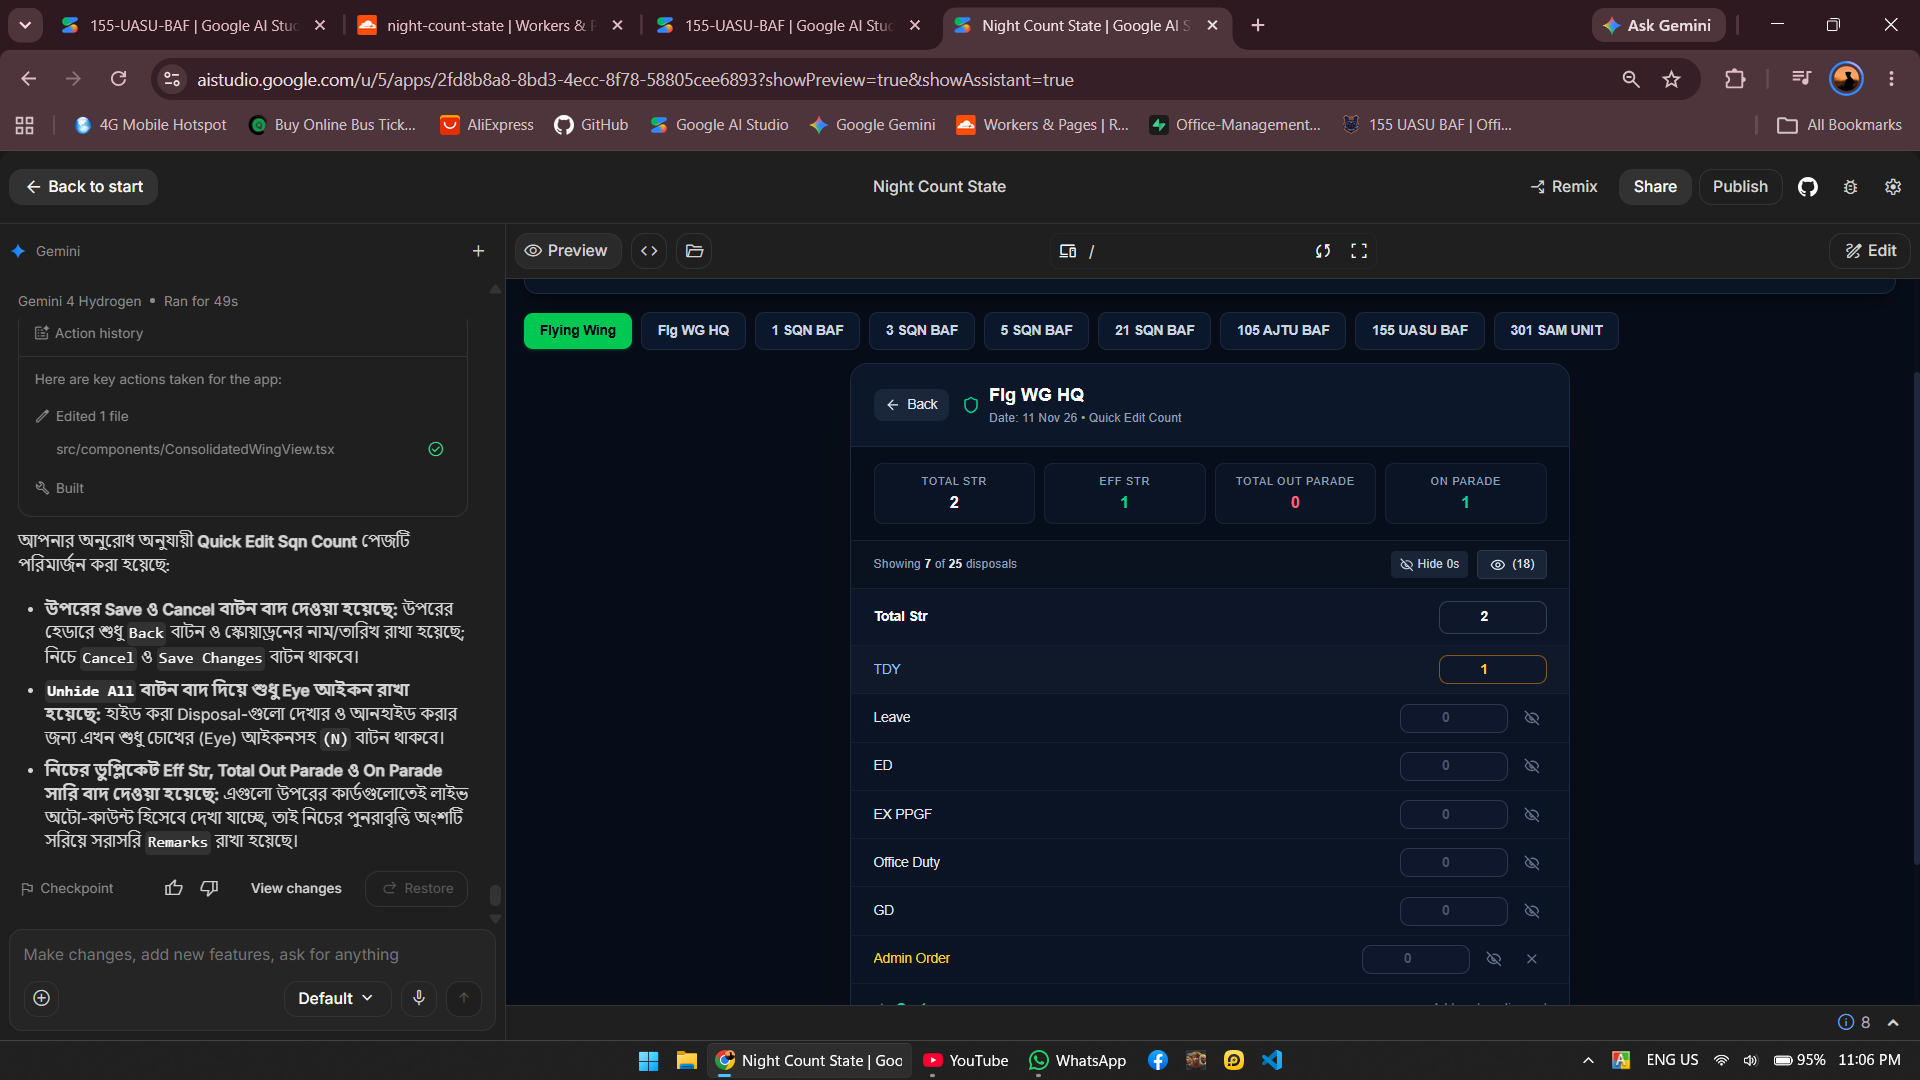 155-UASU-BAF | Google AI Stud
night-count-state | Workers & P
155-UASU-BAF | Google AI Stud
Night Count State | Google AI S
Ask Gemini
aistudio.google.com/u/5/apps/2fd8b8a8-8bd3-4ecc-8f78-58805cee6893?showPreview=true&showAssistant=true
4G Mobile Hotspot
Buy Online Bus Tick...
AliExpress
GitHub
Google AI Studio
Google Gemini
Workers & Pages | R...
Office-Management...
155 UASU BAF | Offi...
All Bookmarks
Back to start
Night Count State
Remix
Share
Publish
Gemini
Preview
/
Edit
Gemini 4 Hydrogen • Ran for 49s
Action history
Here are key actions taken for the app:
Edited 1 file
src/components/ConsolidatedWingView.tsx
Built
আপনার অনুরোধ অনুযায়ী Quick Edit Sqn Count পেজটি
পরিমার্জন করা হয়েছে:
• উপরের Save ও Cancel বাটন বাদ দেওয়া হয়েছে: উপরের
হেডারে শুধু Back বাটন ও স্কোয়াড্রনের নাম/তারিখ রাখা হয়েছে;
নিচে Cancel ও Save Changes বাটন থাকবে।
• Unhide All বাটন বাদ দিয়ে শুধু Eye আইকন রাখা
হয়েছে: হাইড করা Disposal-গুলো দেখার ও আনহাইড করার
জন্য এখন শুধু চোখের (Eye) আইকনসহ (N) বাটন থাকবে।
• নিচের ডুপ্লিকেট Eff Str, Total Out Parade ও On Parade
সারি বাদ দেওয়া হয়েছে: এগুলো উপরের কার্ডগুলোতেই লাইভ
অটো-কাউন্ট হিসেবে দেখা যাচ্ছে, তাই নিচের পুনরাবৃত্তি অংশটি
সরিয়ে সরাসরি Remarks রাখা হয়েছে।
Checkpoint
View changes
Restore
Make changes, add new features, ask for anything
Default
Flying Wing
Flg WG HQ
1 SQN BAF
3 SQN BAF
5 SQN BAF
21 SQN BAF
105 AJTU BAF
155 UASU BAF
301 SAM UNIT
Back
Flg WG HQ
Date: 11 Nov 26 • Quick Edit Count
TOTAL STR
2
EFF STR
1
TOTAL OUT PARADE
0
ON PARADE
1
Showing 7 of 25 disposals
Hide 0s
(18)
Total Str 2
TDY 1
Leave 0
ED 0
EX PPGF 0
Office Duty 0
GD 0
Admin Order 0
8
Night Count State | Goo
YouTube
WhatsApp
ENG US
95%
11:06 PM